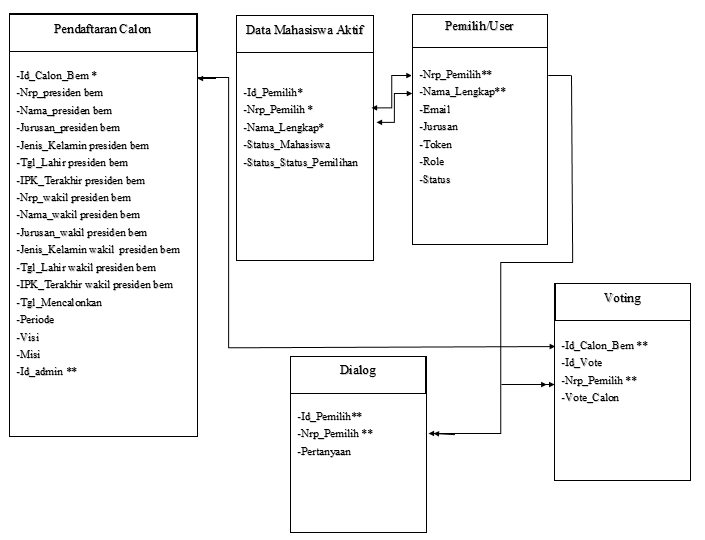 Pendaftaran Calon
-Id_Calon_Bem *
-Nrp_presiden bem
-Nama_presiden bem
-Jurusan_presiden bem
-Jenis_Kelamin presiden bem
-Tgl_Lahir presiden bem
-IPK_Terakhir presiden bem
-Nrp_wakil presiden bem
-Nama_wakil presiden bem
-Jurusan_wakil presiden bem
-Jenis_Kelamin wakil presiden bem
-Tgl_Lahir wakil presiden bem
-IPK_Terakhir wakil presiden bem
-Tgl_Mencalonkan
-Periode
-Visi
-Misi
-Id_admin **
Data Mahasiswa Aktif
-Id_Pemilih*
-Nrp_Pemilih *
-Nama_Lengkap*
-Status_Mahasiswa
-Status_Status_Pemilihan
Pemilih/User
-Nrp_Pemilih**
-Nama_Lengkap**
-Email
-Jurusan
-Token
-Role
-Status
Dialog
-Id_Pemilih**
-Nrp_Pemilih **
-Pertanyaan
Voting
-Id_Calon_Bem **
-Id_Vote
-Nrp_Pemilih **
-Vote_Calon